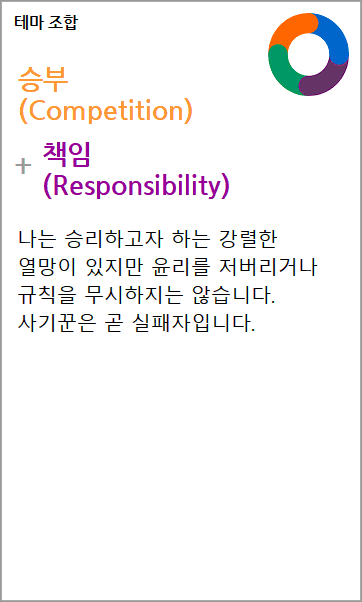 테마 조합
승부
(Competition)
+ 책임
(Responsibility)
나는 승리하고자 하는 강렬한
열망이 있지만 윤리를 저버리거나
규칙을 무시하지는 않습니다.
사기꾼은 곧 실패자입니다.